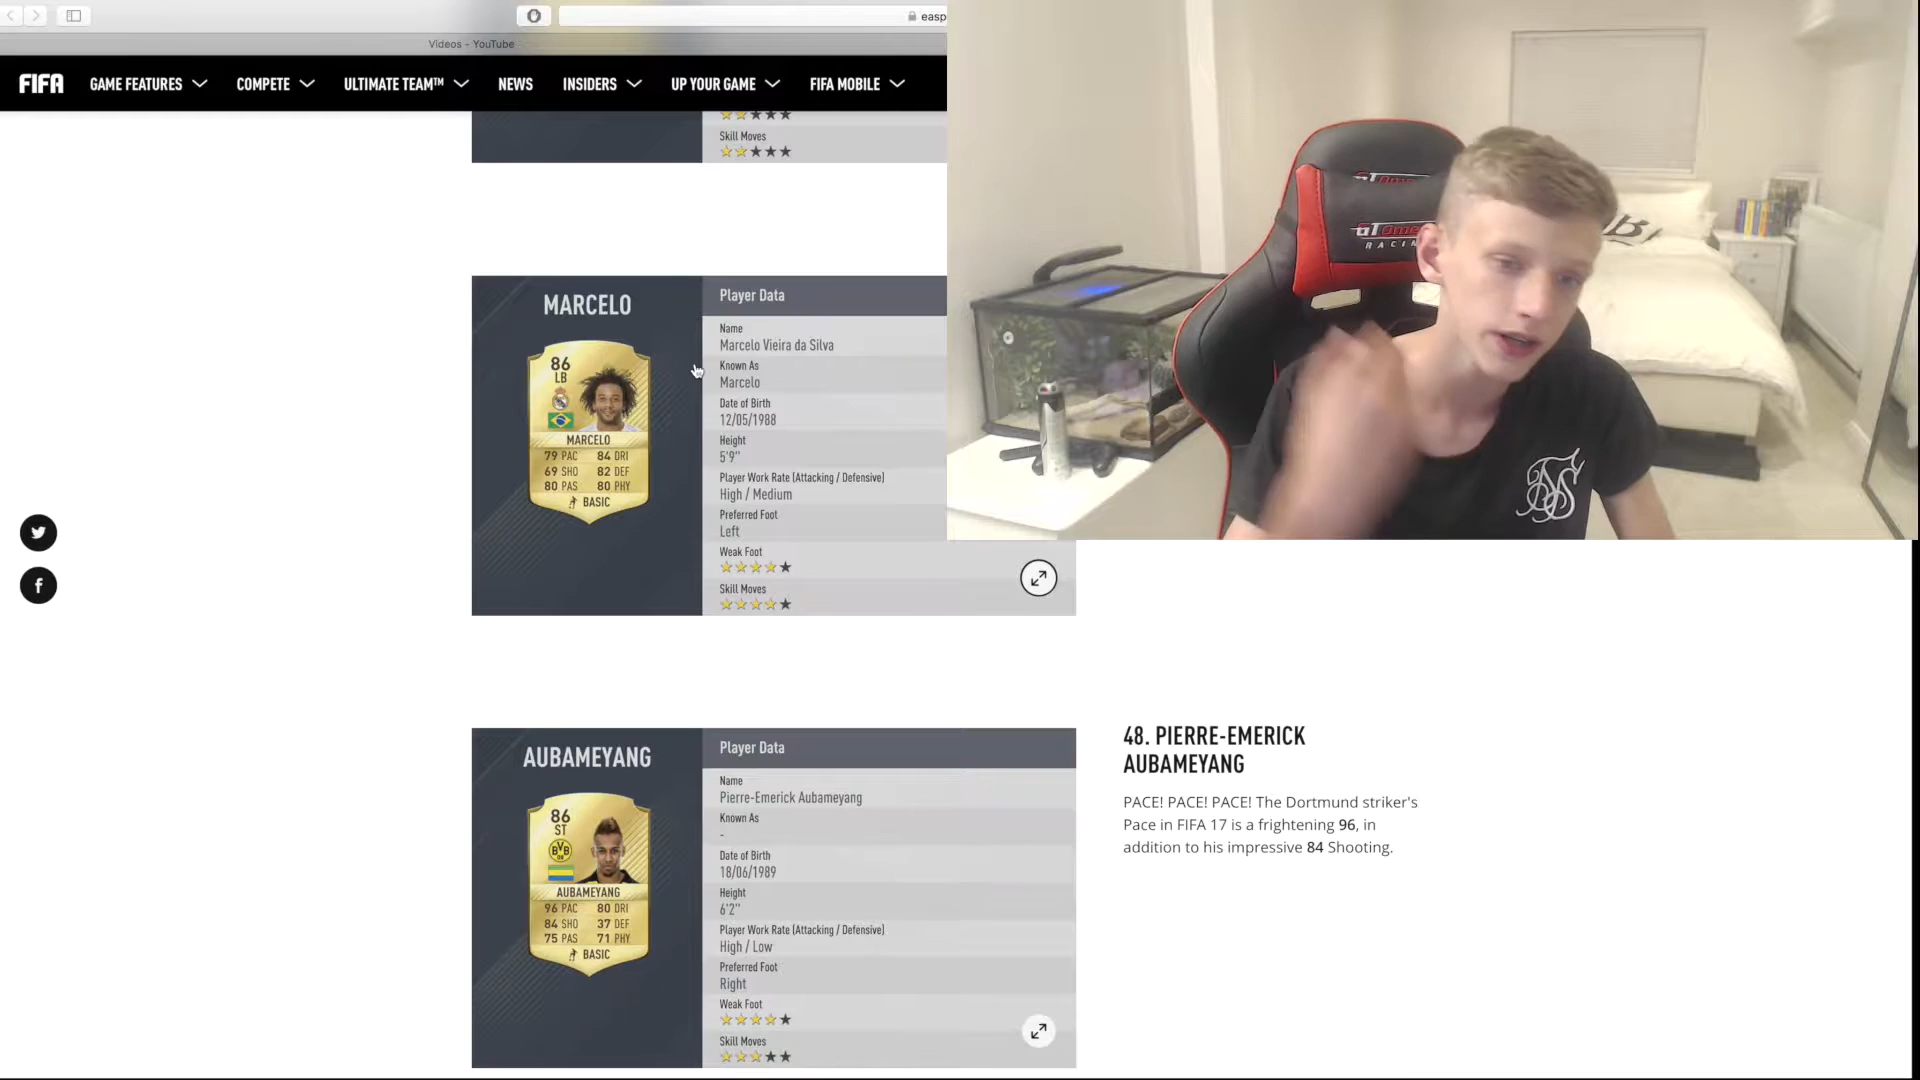 easp
Videos - YouTube
FIFA GAME FEATURES COMPETE ULTIMATE TEAM™ NEWS INSIDERS UP YOUR GAME FIFA MOBILE
Skill Moves
MARCELO
86
LB
MARCELO
79 PAC 84 DRI
69 SHO 82 DEF
80 PAS 80 PHY
BASIC
Player Data
Name
Marcelo Vieira da Silva
Known As
Marcelo
Date of Birth
12/05/1988
Height
5'9"
Player Work Rate (Attacking / Defensive)
High / Medium
Preferred Foot
Left
Weak Foot
Skill Moves
AUBAMEYANG
86
ST
BVB
09
AUBAMEYANG
96 PAC 80 DRI
84 SHO 37 DEF
75 PAS 71 PHY
BASIC
Player Data
Name
Pierre-Emerick Aubameyang
Known As
-
Date of Birth
18/06/1989
Height
6'2"
Player Work Rate (Attacking / Defensive)
High / Low
Preferred Foot
Right
Weak Foot
Skill Moves
48. PIERRE-EMERICK
AUBAMEYANG
PACE! PACE! PACE! The Dortmund striker's
Pace in FIFA 17 is a frightening 96, in
addition to his impressive 84 Shooting.